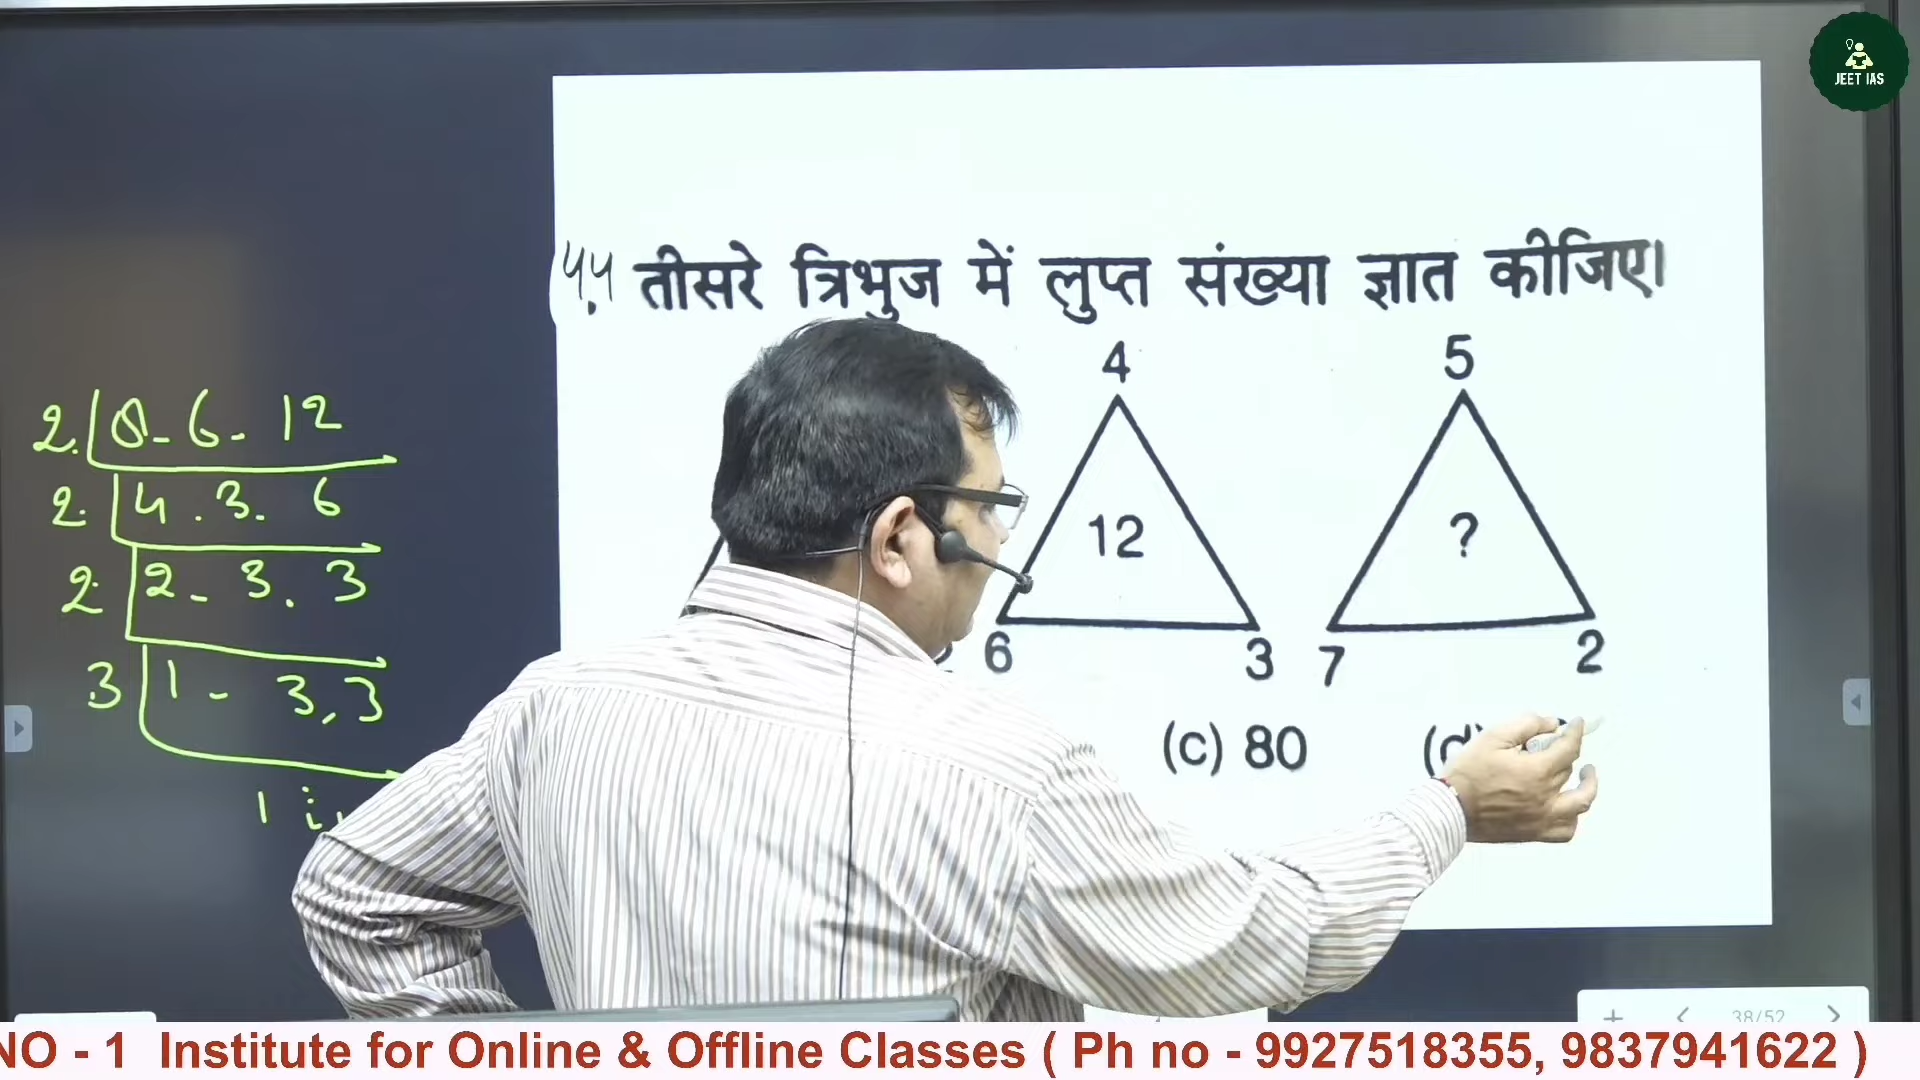 JEET IAS
५५ तीसरे त्रिभुज में लुप्त संख्या ज्ञात कीजिए।
4
5
12
?
6
3
7
2
(c) 80
2. 8 - 6 - 12
2. 4 . 3 . 6
2. 2 - 3 . 3
3 1 - 3, 3
1
38/52
NO - 1 Institute for Online & Offline Classes ( Ph no - 9927518355, 9837941622 )